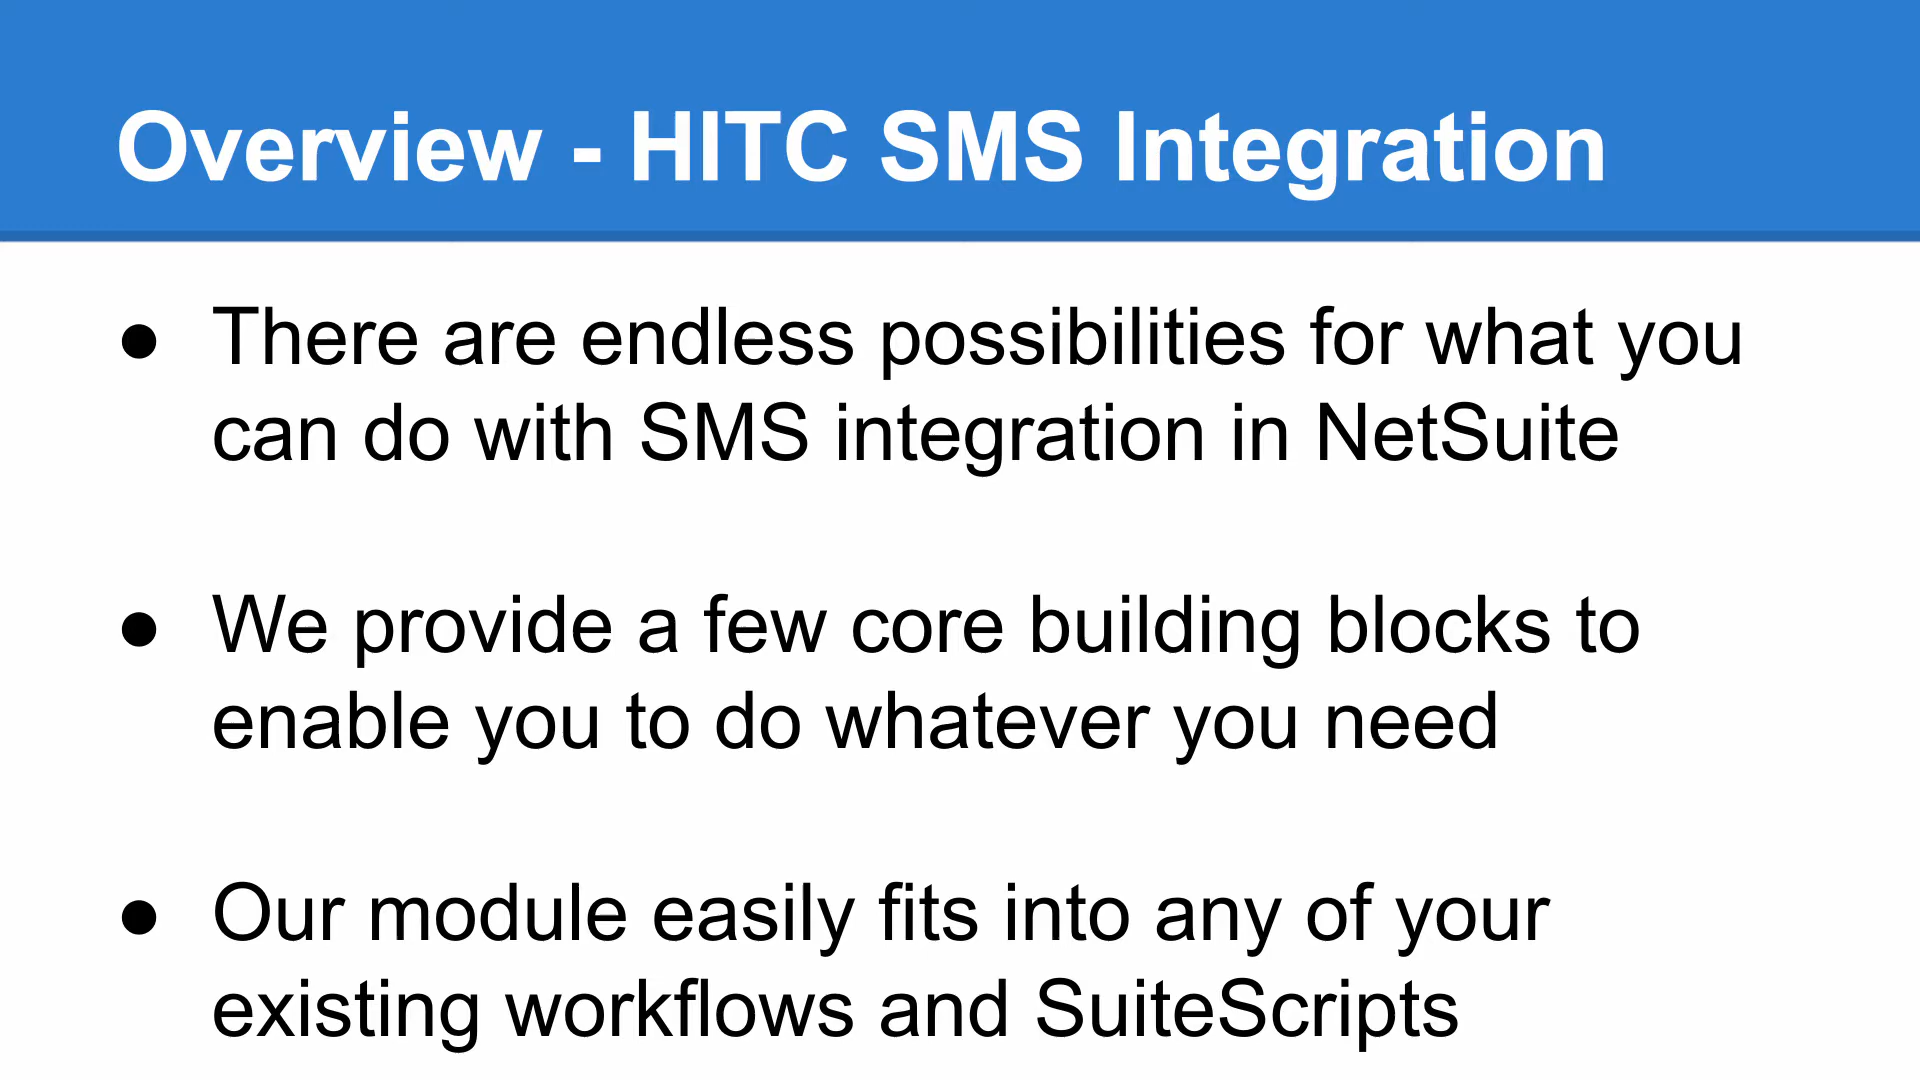 Overview - HITC SMS Integration
● There are endless possibilities for what you
can do with SMS integration in NetSuite
● We provide a few core building blocks to
enable you to do whatever you need
● Our module easily fits into any of your
existing workflows and SuiteScripts